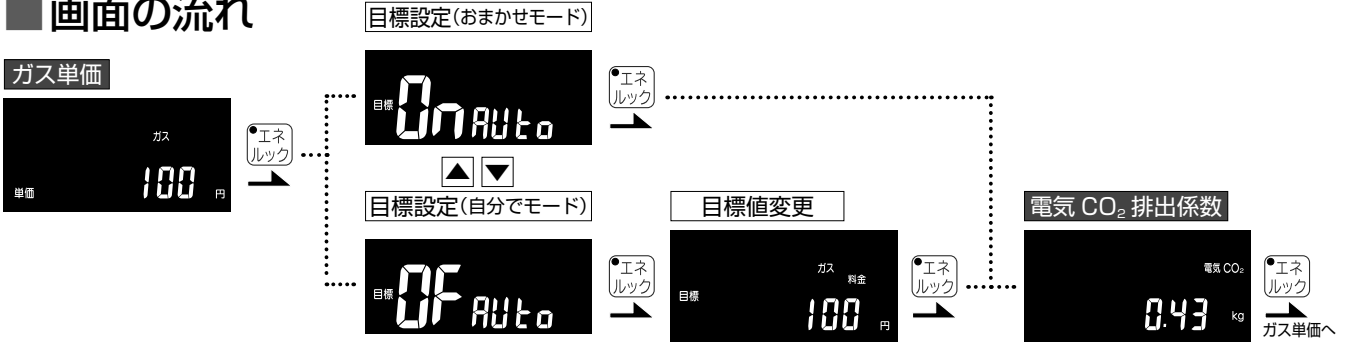 ■画面の流れ
ガス単価
ガス
単価 100 円
●エネ
ルック
目標設定(おまかせモード)
目標 On AUto
●エネ
ルック
▲ ▼
目標設定(自分でモード)
目標 OF AUto
●エネ
ルック
目標値変更
ガス
料金
目標
100 円
●エネ
ルック
電気 CO₂ 排出係数
電気 CO₂
0.43 kg
●エネ
ルック
ガス単価へ